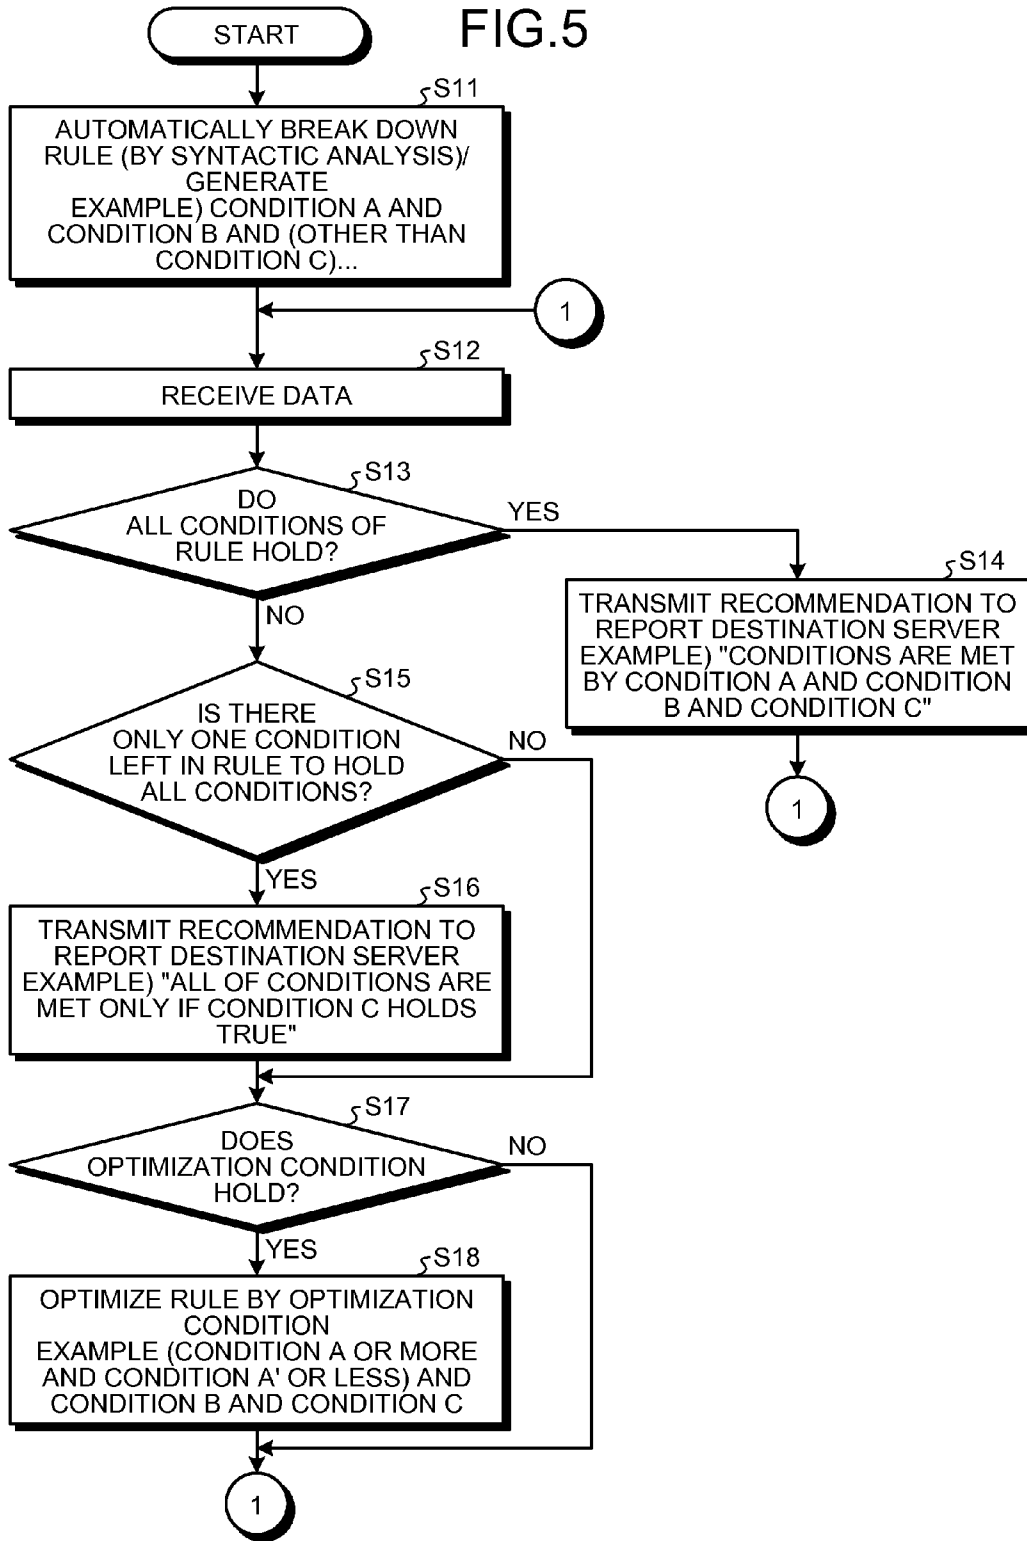 FIG.5
START
S11
AUTOMATICALLY BREAK DOWN
RULE (BY SYNTACTIC ANALYSIS)/
GENERATE
EXAMPLE) CONDITION A AND
CONDITION B AND (OTHER THAN
CONDITION C)...
1
S12
RECEIVE DATA
S13
DO
ALL CONDITIONS OF
RULE HOLD?
YES
NO
S14
TRANSMIT RECOMMENDATION TO
REPORT DESTINATION SERVER
EXAMPLE) "CONDITIONS ARE MET
BY CONDITION A AND CONDITION
B AND CONDITION C"
1
S15
IS THERE
ONLY ONE CONDITION
LEFT IN RULE TO HOLD
ALL CONDITIONS?
NO
YES
S16
TRANSMIT RECOMMENDATION TO
REPORT DESTINATION SERVER
EXAMPLE) "ALL OF CONDITIONS ARE
MET ONLY IF CONDITION C HOLDS
TRUE"
S17
DOES
OPTIMIZATION CONDITION
HOLD?
NO
YES
S18
OPTIMIZE RULE BY OPTIMIZATION
CONDITION
EXAMPLE (CONDITION A OR MORE
AND CONDITION A' OR LESS) AND
CONDITION B AND CONDITION C
1